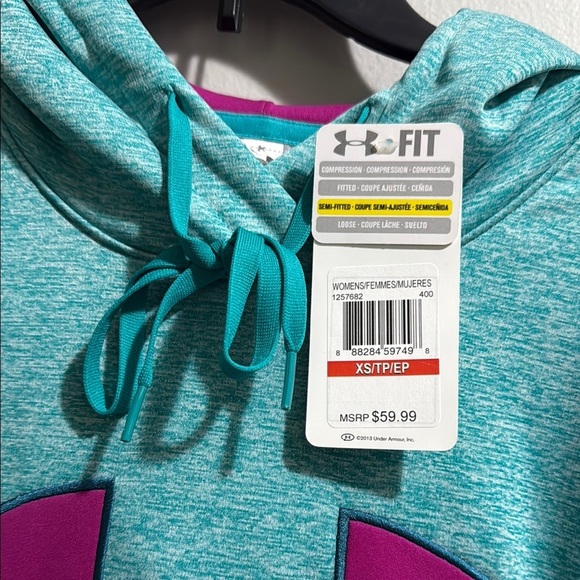 FIT
COMPRESSION · COMPRESSION · COMPRESIÓN
FITTED · COUPE AJUSTÉE · CEÑIDA
SEMI-FITTED · COUPE SEMI-AJUSTÉE · SEMICEÑIDA
LOOSE · COUPE LÂCHE · SUELTO
WOMENS/FEMMES/MUJERES
1257682 400
8 88284 59749 8
XS/TP/EP
MSRP $59.99
©2013 Under Armour, Inc.